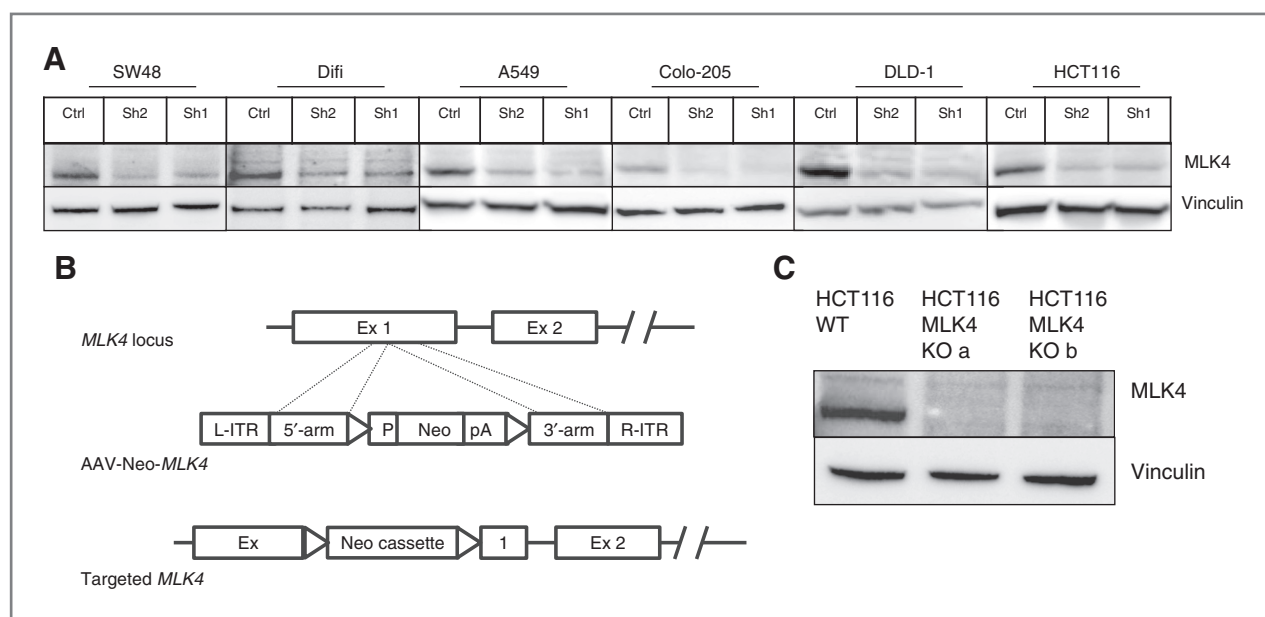 A
SW48 Difi A549 Colo-205 DLD-1 HCT116
Ctrl Sh2 Sh1 Ctrl Sh2 Sh1 Ctrl Sh2 Sh1 Ctrl Sh2 Sh1 Ctrl Sh2 Sh1 Ctrl Sh2 Sh1
MLK4
Vinculin
B
MLK4 locus
Ex 1 Ex 2
L-ITR 5′-arm P Neo pA 3′-arm R-ITR
AAV-Neo-MLK4
Ex Neo cassette 1 Ex 2
Targeted MLK4
C
HCT116 WT
HCT116 MLK4 KO a
HCT116 MLK4 KO b
MLK4
Vinculin